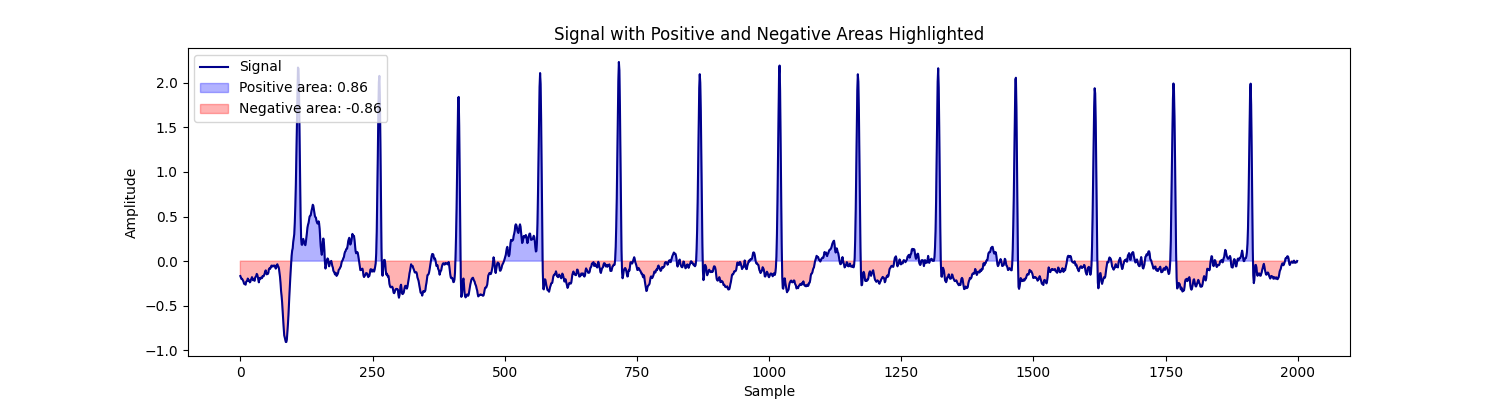 Signal with Positive and Negative Areas Highlighted
Signal
Positive area: 0.86
Negative area: -0.86
Amplitude
2.0
1.5
1.0
0.5
0.0
−0.5
−1.0
0 250 500 750 1000 1250 1500 1750 2000
Sample